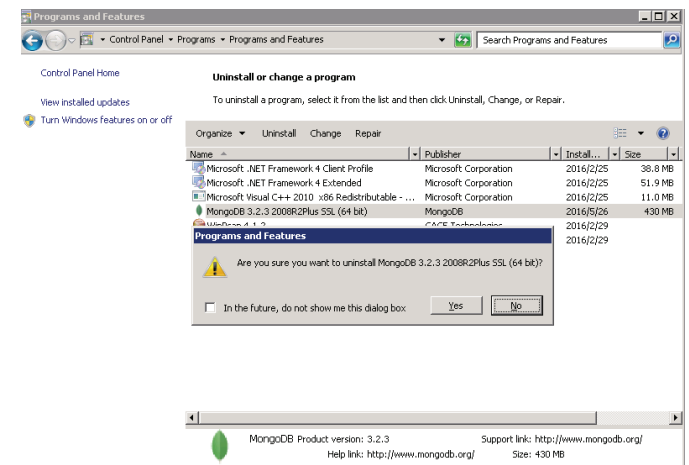 Programs and Features
Control Panel Programs Programs and Features Search Programs and Features
Control Panel Home
View installed updates
Turn Windows features on or off
Uninstall or change a program
To uninstall a program, select it from the list and then click Uninstall, Change, or Repair.
Organize Uninstall Change Repair
Name Publisher Install... Size
Microsoft .NET Framework 4 Client Profile Microsoft Corporation 2016/2/25 38.8 MB
Microsoft .NET Framework 4 Extended Microsoft Corporation 2016/2/25 51.9 MB
Microsoft Visual C++ 2010 x86 Redistributable - ... Microsoft Corporation 2016/2/25 11.0 MB
MongoDB 3.2.3 2008R2Plus SSL (64 bit) MongoDB 2016/5/26 430 MB
WinPcap 4.1.2 CACE Technologies 2016/2/29
2016/2/29
Programs and Features
Are you sure you want to uninstall MongoDB 3.2.3 2008R2Plus SSL (64 bit)?
In the future, do not show me this dialog box Yes No
MongoDB Product version: 3.2.3 Support link: http://www.mongodb.org/
Help link: http://www.mongodb.org/ Size: 430 MB